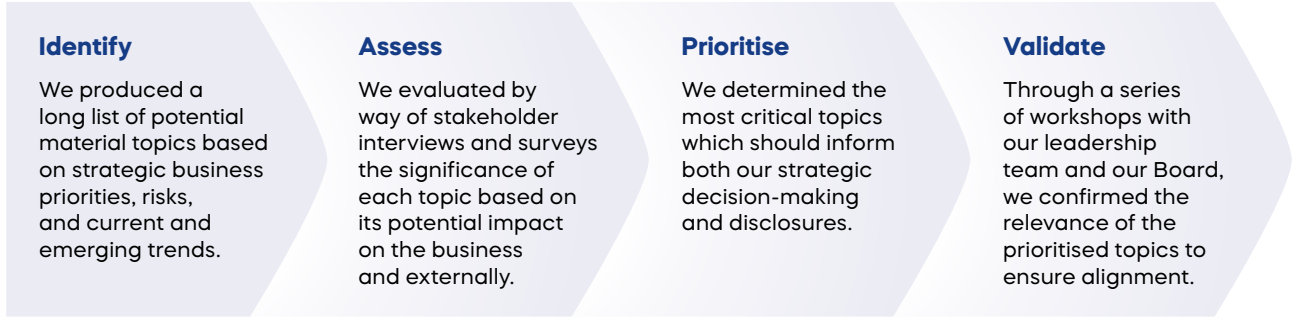 Identify
We produced a
long list of potential
material topics based
on strategic business
priorities, risks,
and current and
emerging trends.
Assess
We evaluated by
way of stakeholder
interviews and surveys
the significance of
each topic based on
its potential impact
on the business
and externally.
Prioritise
We determined the
most critical topics
which should inform
both our strategic
decision-making
and disclosures.
Validate
Through a series
of workshops with
our leadership
team and our Board,
we confirmed the
relevance of the
prioritised topics to
ensure alignment.